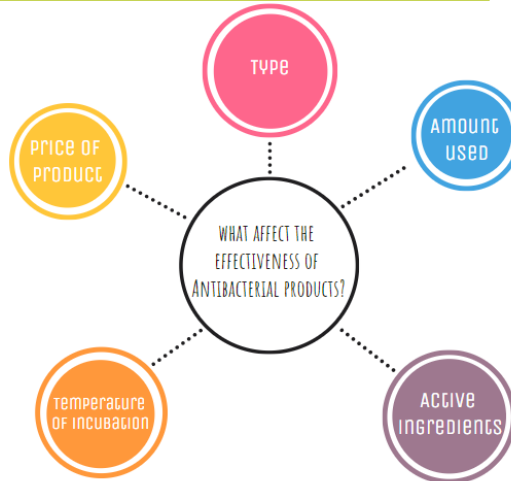 Type
Price of
product
Amount
used
WHAT AFFECT THE
EFFECTIVENESS OF
ANTIBACTERIAL PRODUCTS?
Temperature
of incubation
Active
ingredients